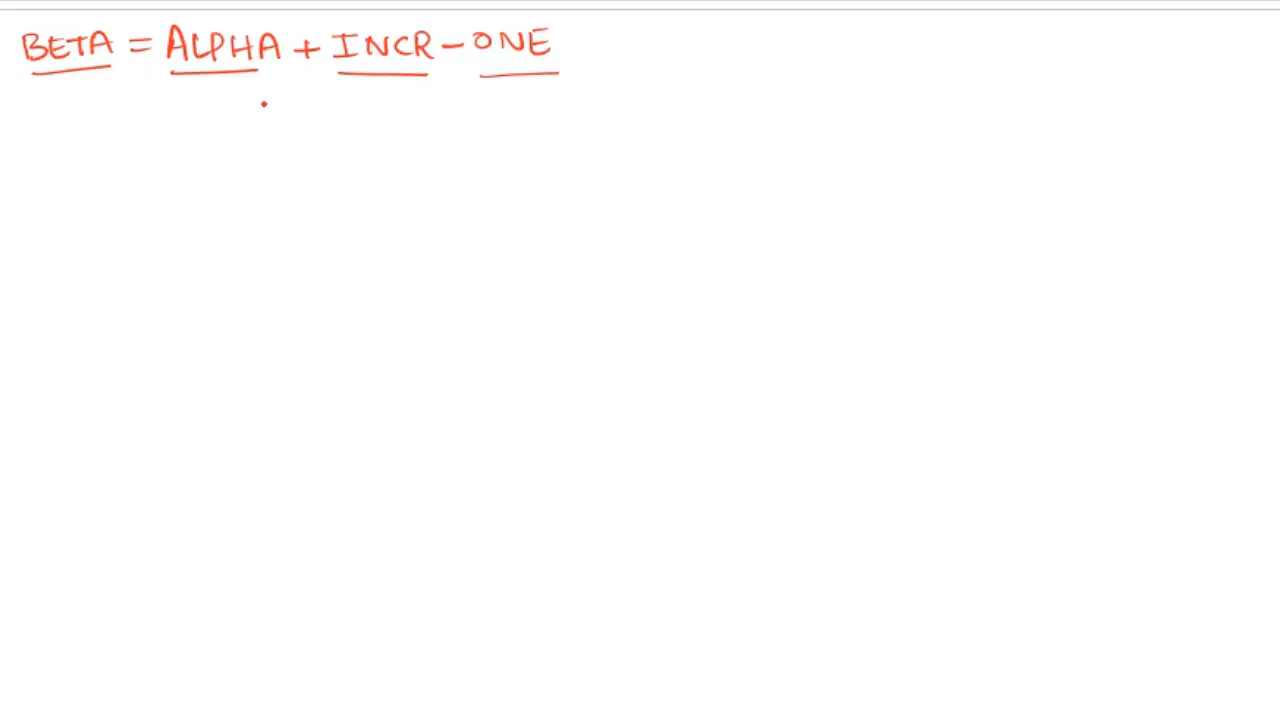 BETA = ALPHA + INCR - ONE